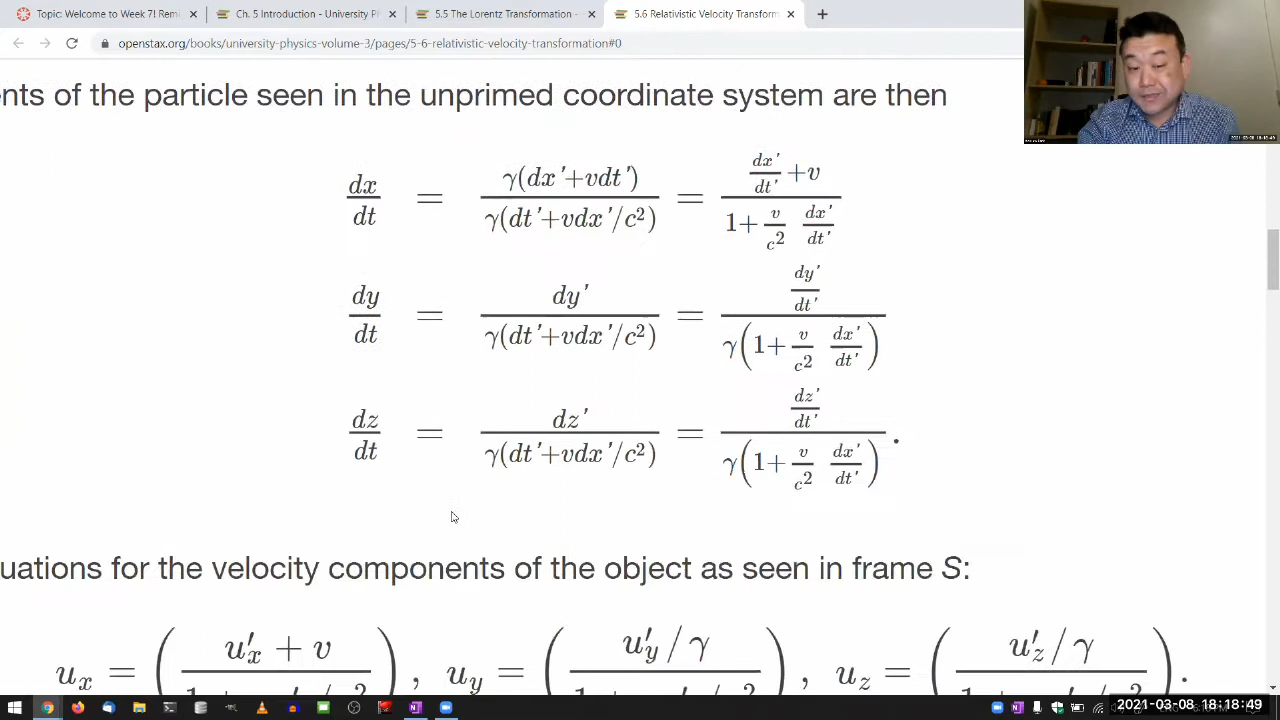 Topic: Welcome to Week 7! Rem
Ch. 5 Introduction - University P
5.5 The Lorentz Transformation -
5.6 Relativistic Velocity Transform
openstax.org/books/university-physics-volume-3/pages/5-6-relativistic-velocity-transformation#0
nts of the particle seen in the unprimed coordinate system are then
dx/dt = γ(dx′+vdt′)/γ(dt′+vdx′/c²) = (dx′/dt′ +v)/(1+ v/c² dx′/dt′)
dy/dt = dy′/γ(dt′+vdx′/c²) = (dy′/dt′)/γ(1+ v/c² dx′/dt′)
dz/dt = dz′/γ(dt′+vdx′/c²) = (dz′/dt′)/γ(1+ v/c² dx′/dt′).
uations for the velocity components of the object as seen in frame S:
uₓ = (u′ₓ + v / ), u_y = (u′_y / γ / ), u_z = (u′_z / γ / ).
2021-03-08 18:18:49